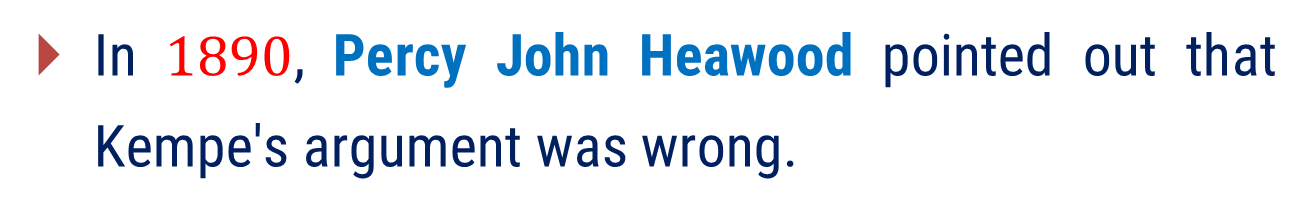 In 1890, Percy John Heawood pointed out that
Kempe's argument was wrong.